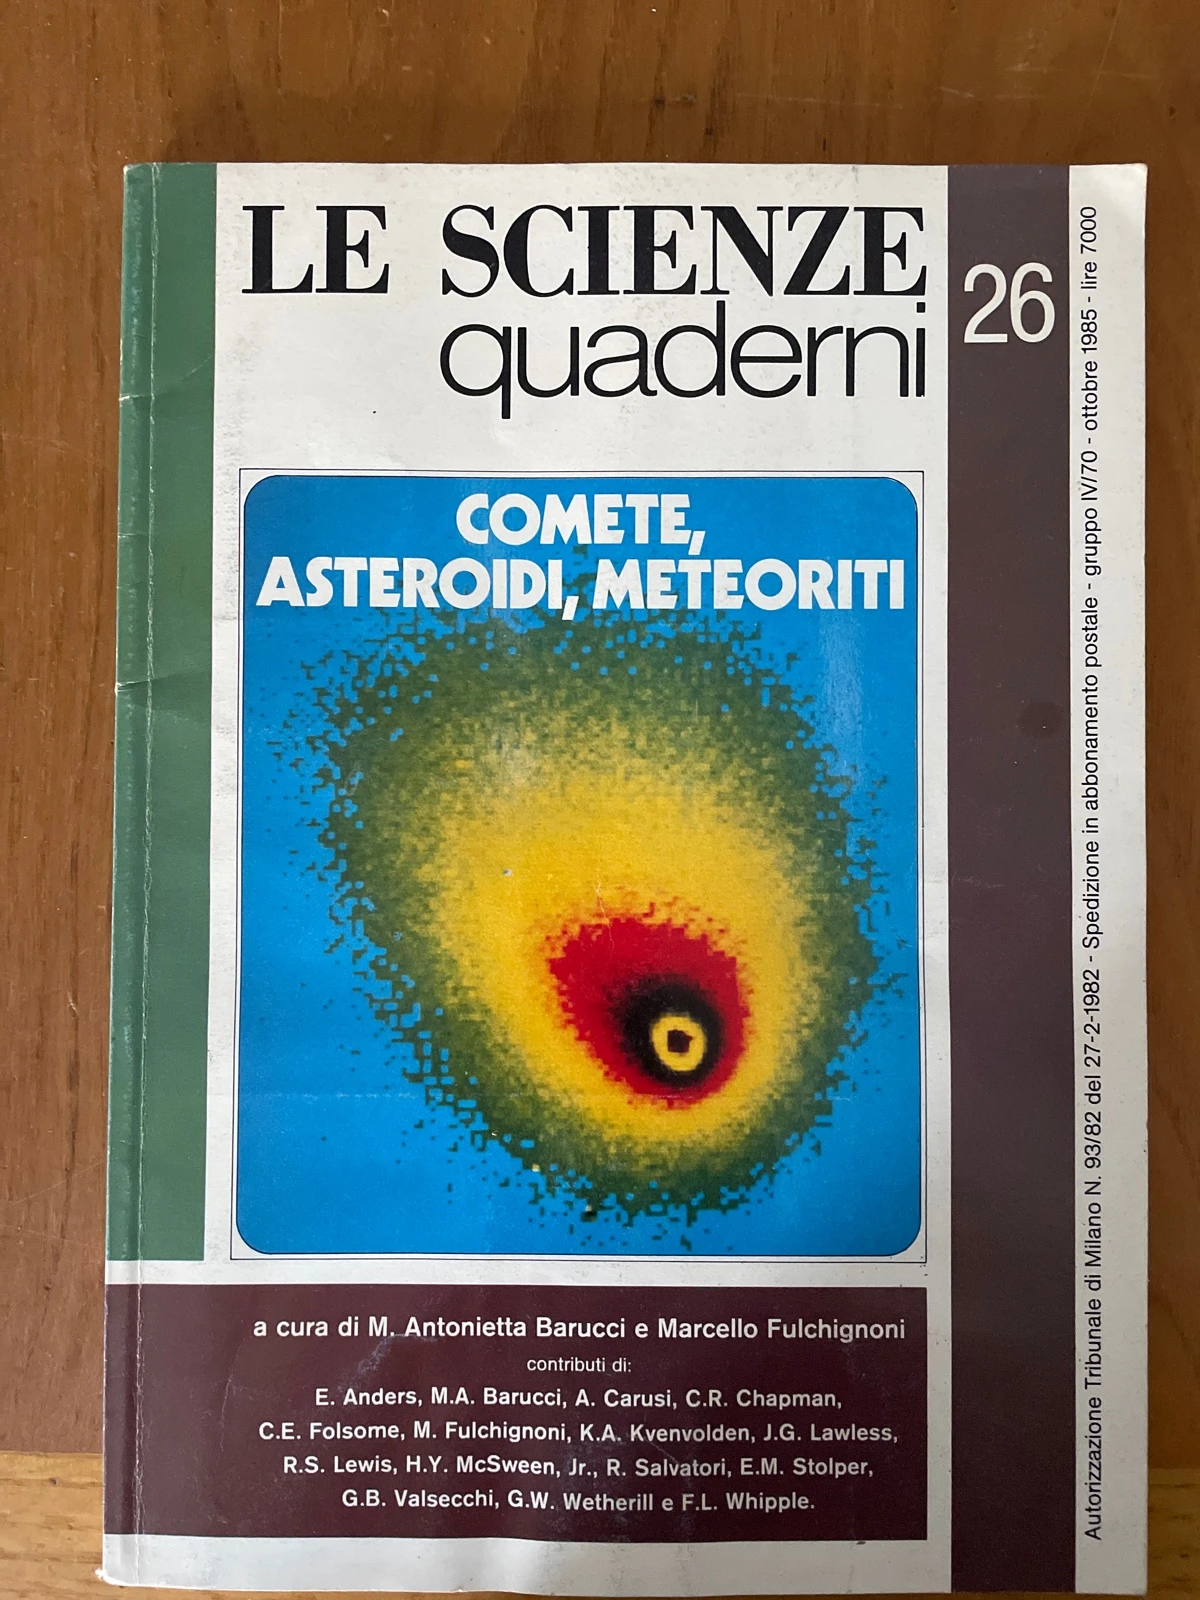 LE SCIENZE
quaderni
26
COMETE,
ASTEROIDI, METEORITI
a cura di M. Antonietta Barucci e Marcello Fulchignoni
contributi di:
E. Anders, M.A. Barucci, A. Carusi, C.R. Chapman,
C.E. Folsome, M. Fulchignoni, K.A. Kvenvolden, J.G. Lawless,
R.S. Lewis, H.Y. McSween, Jr., R. Salvatori, E.M. Stolper,
G.B. Valsecchi, G.W. Wetherill e F.L. Whipple.
Autorizzazione Tribunale di Milano N. 93/82 del 27-2-1982 - Spedizione in abbonamento postale - gruppo IV/70 - ottobre 1985 - lire 7000